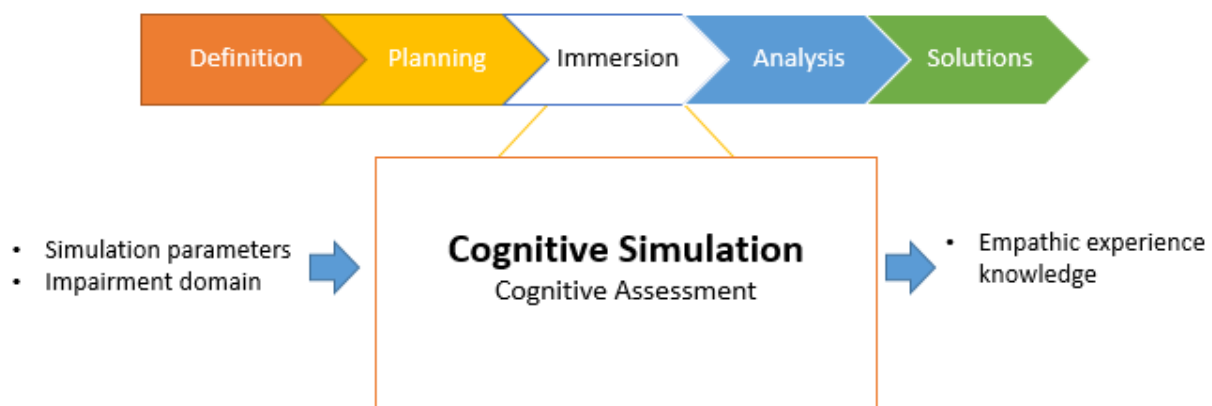 Definition
Planning
Immersion
Analysis
Solutions
• Simulation parameters
• Impairment domain
Cognitive Simulation
Cognitive Assessment
• Empathic experience
knowledge